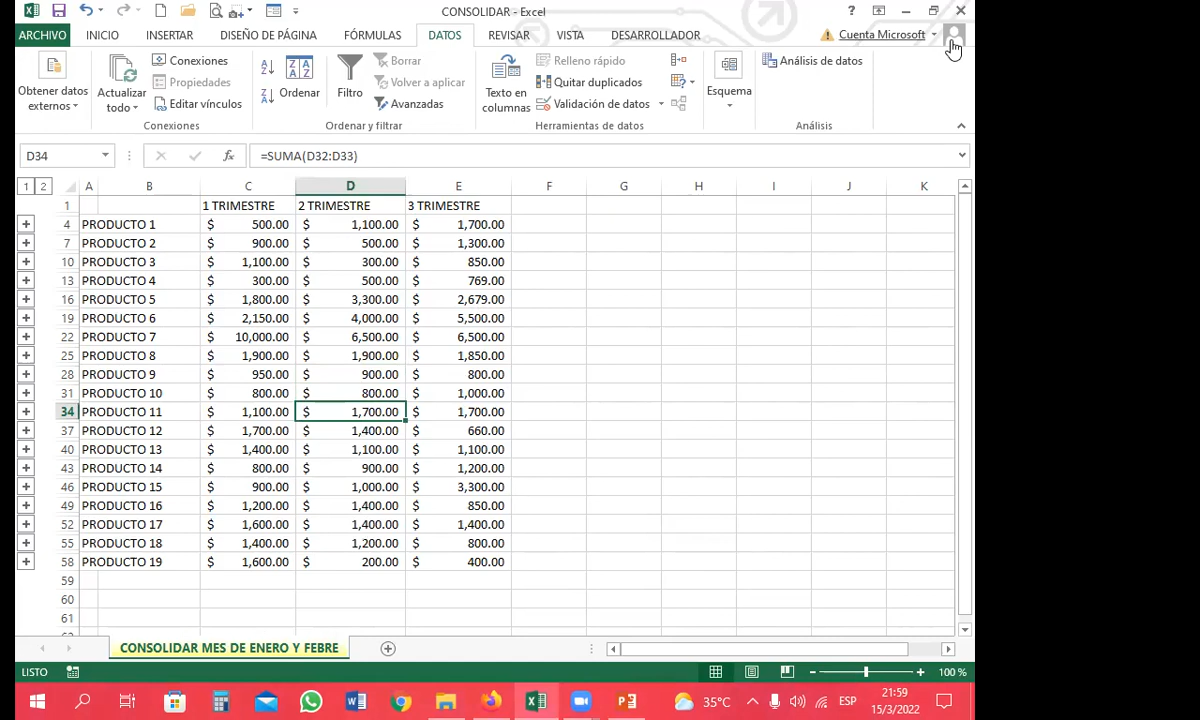 CONSOLIDAR - Excel
?
ARCHIVO INICIO INSERTAR DISEÑO DE PÁGINA FÓRMULAS DATOS REVISAR VISTA DESARROLLADOR Cuenta Microsoft
Obtener datos externos
Actualizar todo
Conexiones
Propiedades
Editar vínculos
Conexiones
Ordenar
Filtro
Borrar
Volver a aplicar
Avanzadas
Ordenar y filtrar
Texto en columnas
Relleno rápido
Quitar duplicados
Validación de datos
Herramientas de datos
Esquema
Análisis de datos
Análisis
D34 fx =SUMA(D32:D33)
1 2 A B C D E F G H I J K
1 1 TRIMESTRE 2 TRIMESTRE 3 TRIMESTRE
4 PRODUCTO 1 $ 500.00 $ 1,100.00 $ 1,700.00
7 PRODUCTO 2 $ 900.00 $ 500.00 $ 1,300.00
10 PRODUCTO 3 $ 1,100.00 $ 300.00 $ 850.00
13 PRODUCTO 4 $ 300.00 $ 500.00 $ 769.00
16 PRODUCTO 5 $ 1,800.00 $ 3,300.00 $ 2,679.00
19 PRODUCTO 6 $ 2,150.00 $ 4,000.00 $ 5,500.00
22 PRODUCTO 7 $ 10,000.00 $ 6,500.00 $ 6,500.00
25 PRODUCTO 8 $ 1,900.00 $ 1,900.00 $ 1,850.00
28 PRODUCTO 9 $ 950.00 $ 900.00 $ 800.00
31 PRODUCTO 10 $ 800.00 $ 800.00 $ 1,000.00
34 PRODUCTO 11 $ 1,100.00 $ 1,700.00 $ 1,700.00
37 PRODUCTO 12 $ 1,700.00 $ 1,400.00 $ 660.00
40 PRODUCTO 13 $ 1,400.00 $ 1,100.00 $ 1,100.00
43 PRODUCTO 14 $ 800.00 $ 900.00 $ 1,200.00
46 PRODUCTO 15 $ 900.00 $ 1,000.00 $ 3,300.00
49 PRODUCTO 16 $ 1,200.00 $ 1,400.00 $ 850.00
52 PRODUCTO 17 $ 1,600.00 $ 1,400.00 $ 1,400.00
55 PRODUCTO 18 $ 1,400.00 $ 1,200.00 $ 800.00
58 PRODUCTO 19 $ 1,600.00 $ 200.00 $ 400.00
59
60
61
CONSOLIDAR MES DE ENERO Y FEBRE
LISTO 100 %
35°C ESP 21:59
15/3/2022